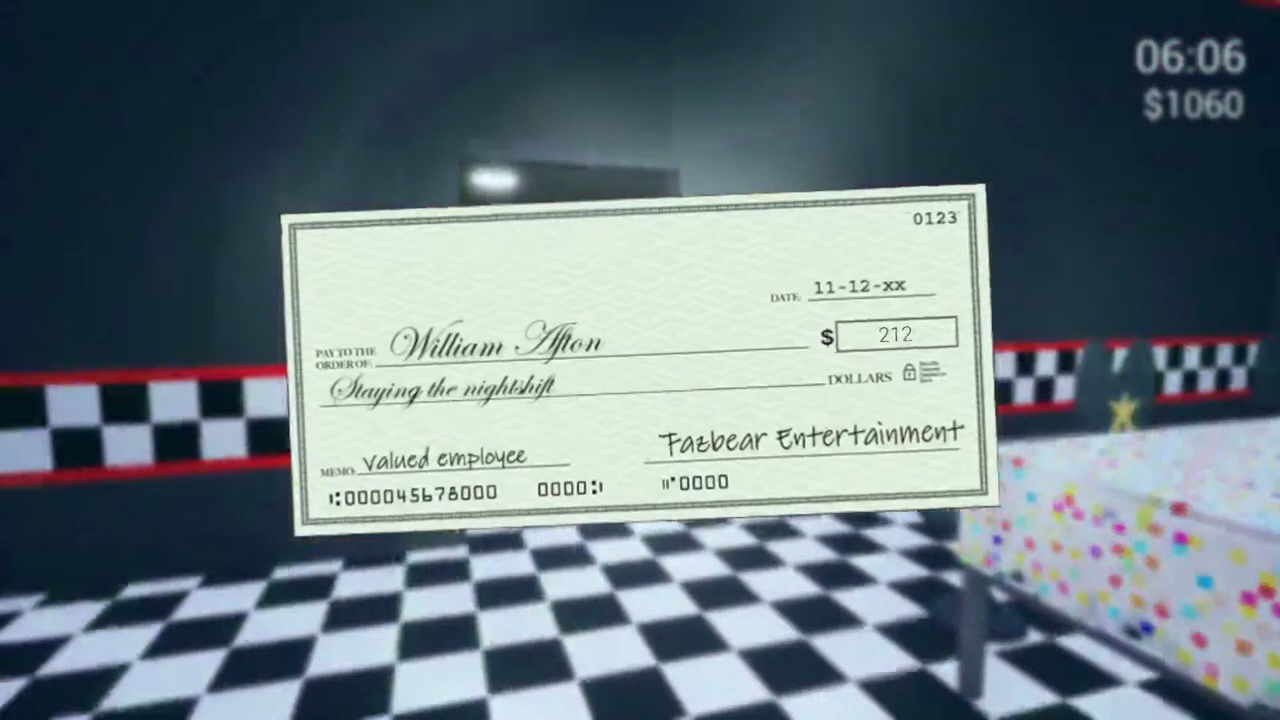 06:06
$1060
0123
DATE 11-12-xx
PAY TO THE ORDER OF: William Afton $ 212
Staying the nightshift DOLLARS
MEMO: valued employee Fazbear Entertainment
⑆000045678000 0000⑆ ⑈0000